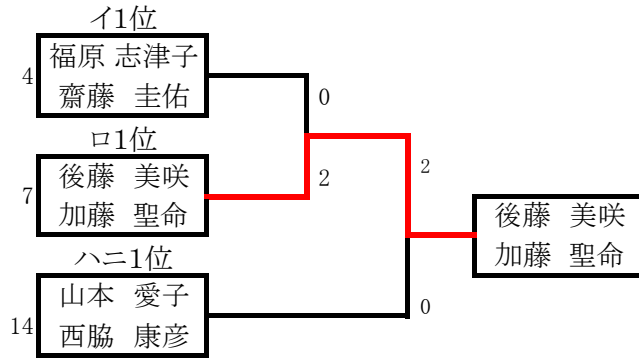 イ1位
4
福原 志津子
齋藤 圭佑
0
ロ1位
7
後藤 美咲
加藤 聖命
2
2
後藤 美咲
加藤 聖命
ハニ1位
14
山本 愛子
西脇 康彦
0